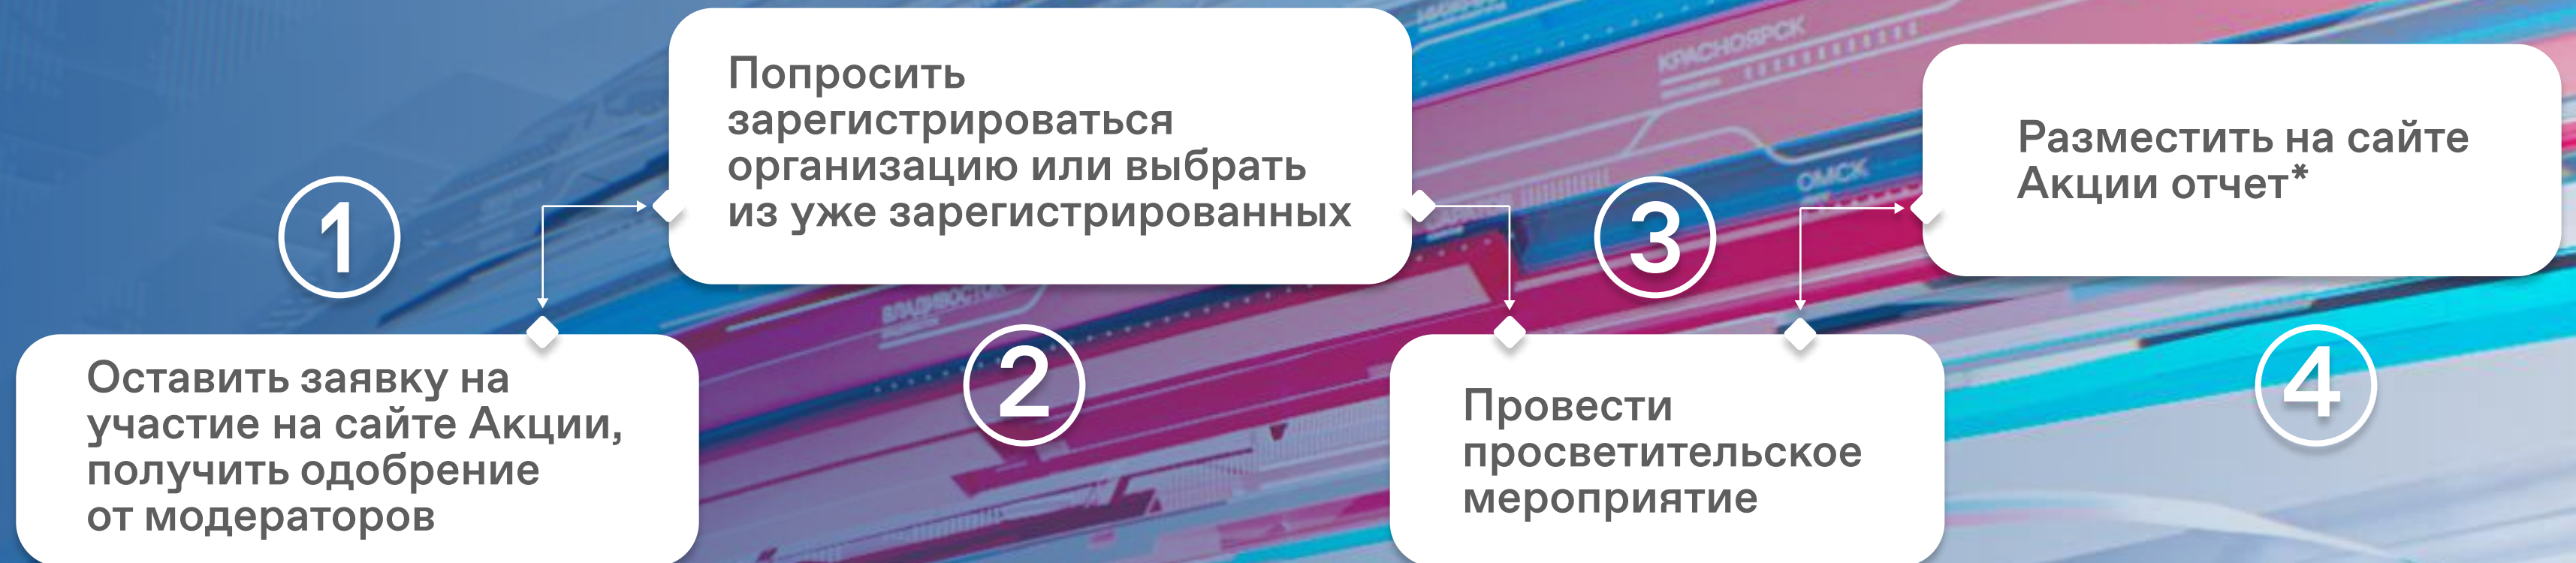 1
Оставить заявку на
участие на сайте Акции,
получить одобрение
от модераторов
Попросить
зарегистрироваться
организацию или выбрать
из уже зарегистрированных
2
3
Провести
просветительское
мероприятие
Разместить на сайте
Акции отчет*
4
КРАСНОЯРСК
ОМСК
ВЛАДИВОСТОК